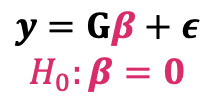 y = Gβ + ϵ
H₀: β = 0